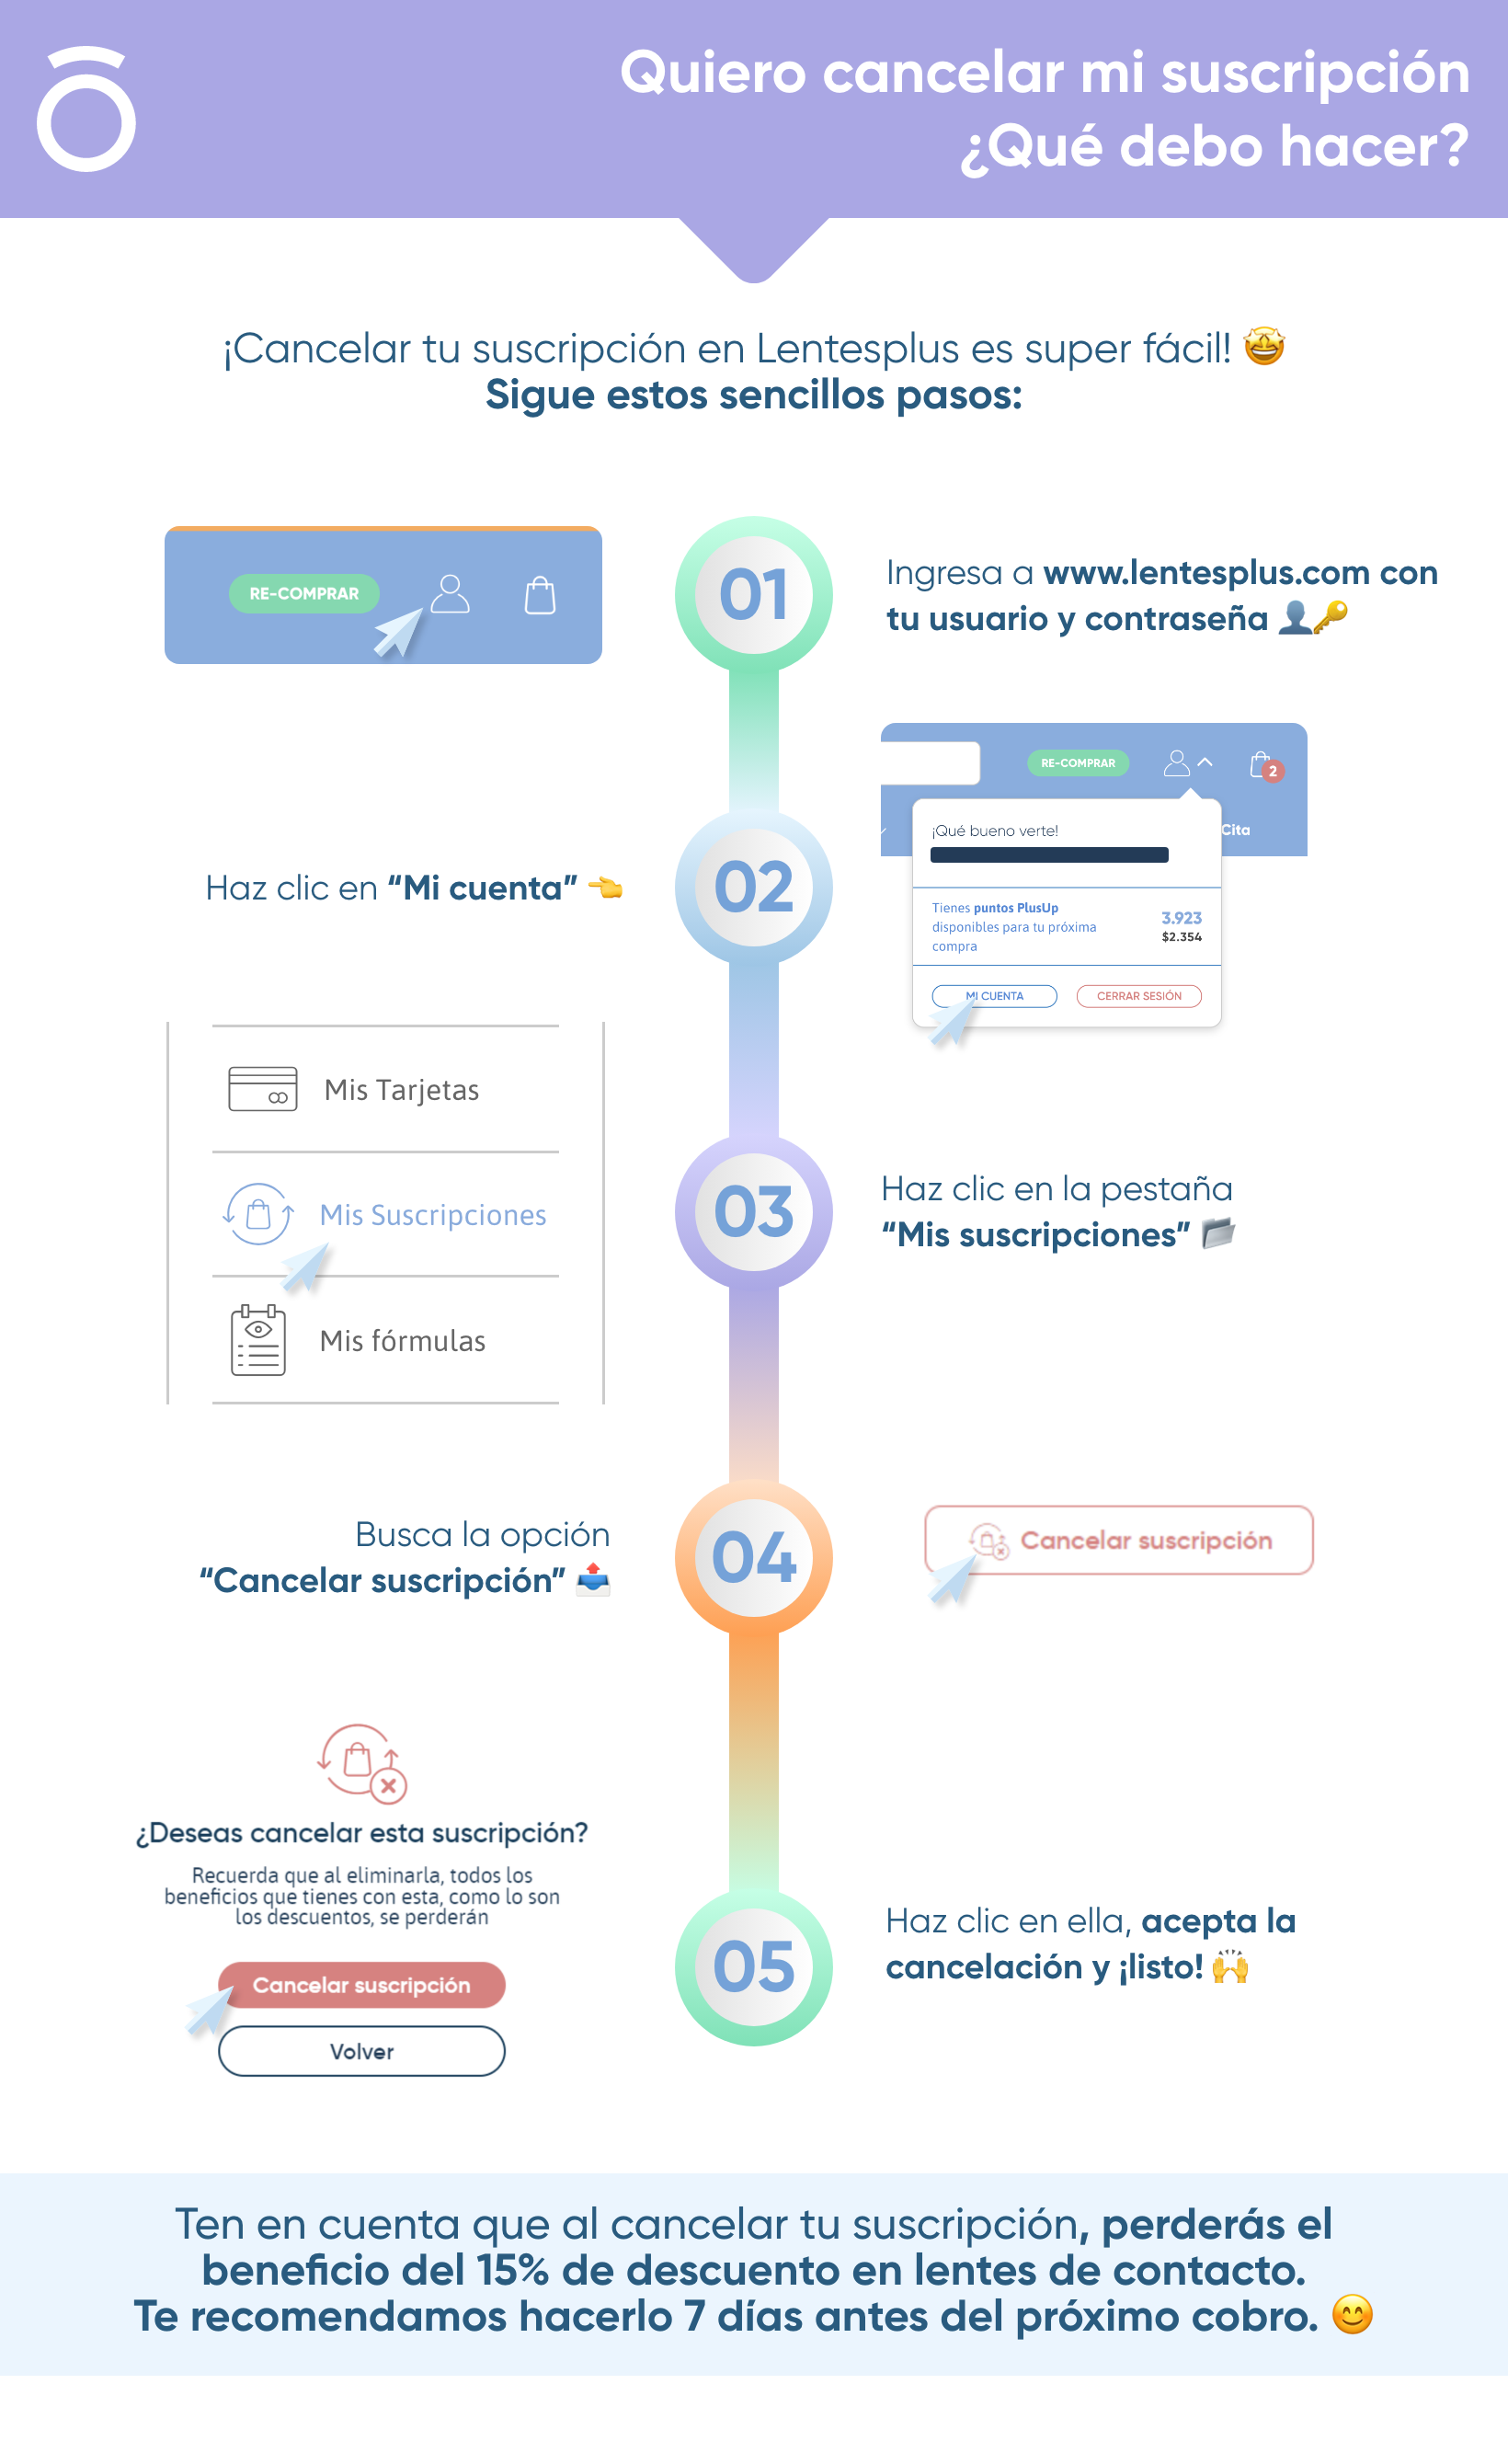 Quiero cancelar mi suscripción
¿Qué debo hacer?
¡Cancelar tu suscripción en Lentesplus es super fácil! 🤩
Sigue estos sencillos pasos:
RE-COMPRAR
01
Ingresa a www.lentesplus.com con
tu usuario y contraseña 👤🔑
Haz clic en “Mi cuenta” 👈
02
RE-COMPRAR
2
Cita
¡Qué bueno verte!
Tienes puntos PlusUp
disponibles para tu próxima
compra
3.923
$2.354
MI CUENTA
CERRAR SESIÓN
Mis Tarjetas
Mis Suscripciones
Mis fórmulas
03
Haz clic en la pestaña
“Mis suscripciones” 📂
Busca la opción
“Cancelar suscripción” 📤
04
Cancelar suscripción
¿Deseas cancelar esta suscripción?
Recuerda que al eliminarla, todos los
beneficios que tienes con esta, como lo son
los descuentos, se perderán
Cancelar suscripción
Volver
05
Haz clic en ella, acepta la
cancelación y ¡listo! 🙌
Ten en cuenta que al cancelar tu suscripción, perderás el
beneficio del 15% de descuento en lentes de contacto.
Te recomendamos hacerlo 7 días antes del próximo cobro. 😊